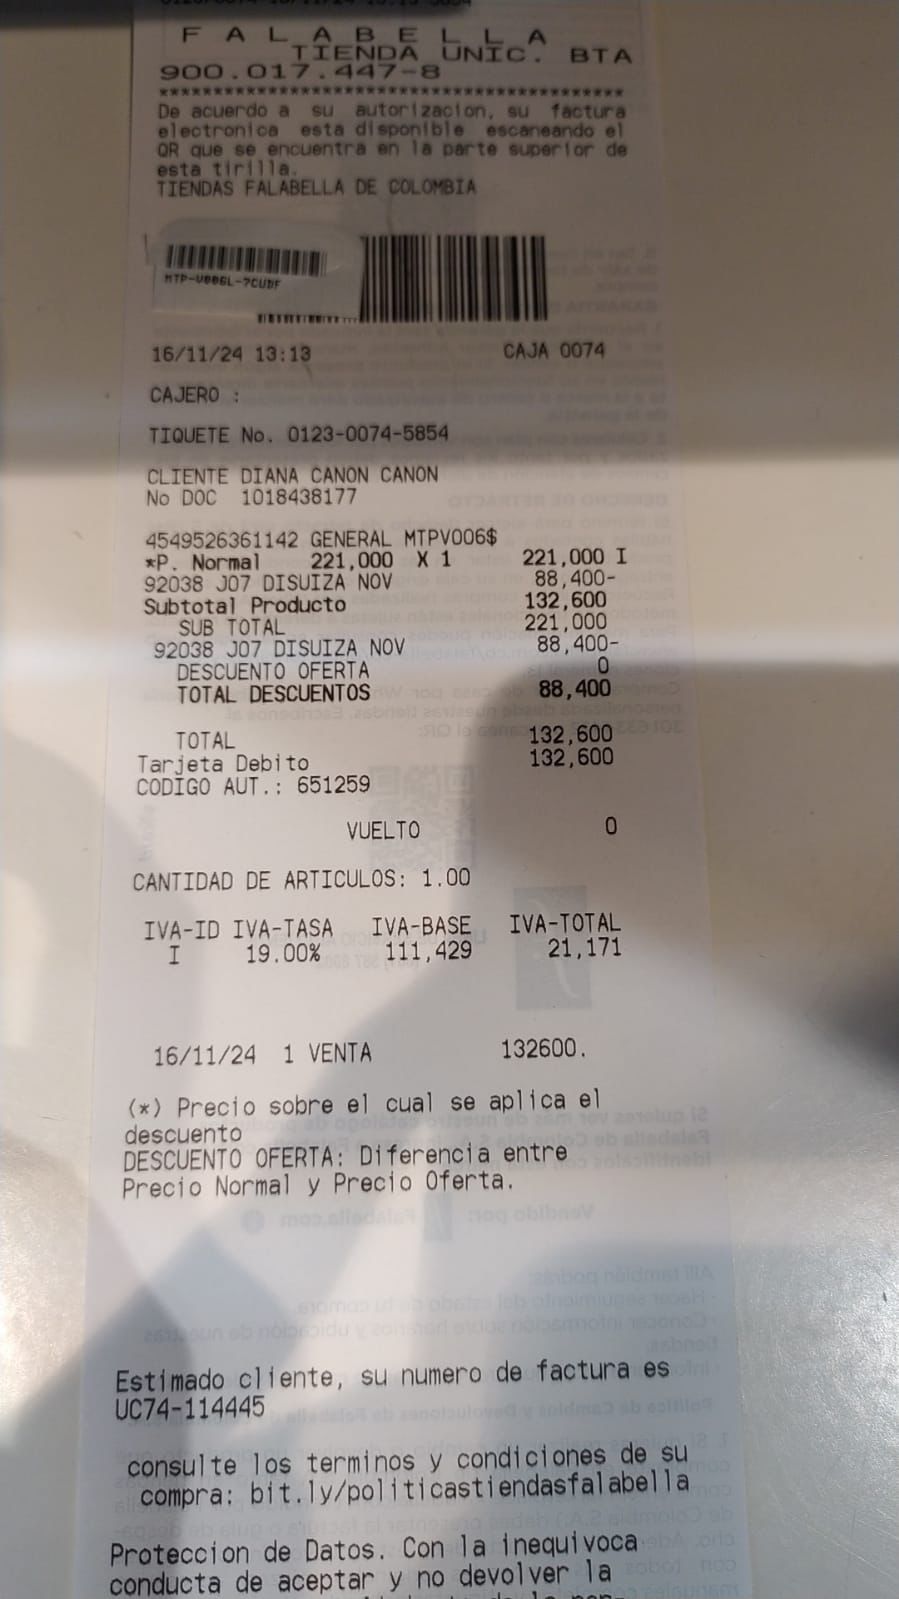 F A L A B E L L A
TIENDA UNIC. BTA
900.017.447-8
********************************************
De acuerdo a su autorizacion, su factura
electronica esta disponible escaneando el
QR que se encuentra en la parte superior de
esta tirilla.
TIENDAS FALABELLA DE COLOMBIA
16/11/24 13:13 CAJA 0074
CAJERO :
TIQUETE No. 0123-0074-5854
CLIENTE DIANA CANON CANON
No DOC 1018438177
4549526361142 GENERAL MTPV006$
*P. Normal 221,000 X 1 221,000 I
92038 J07 DISUIZA NOV 88,400-
Subtotal Producto 132,600
SUB TOTAL 221,000
92038 J07 DISUIZA NOV 88,400-
DESCUENTO OFERTA 0
TOTAL DESCUENTOS 88,400
TOTAL 132,600
Tarjeta Debito 132,600
CODIGO AUT.: 651259
VUELTO 0
CANTIDAD DE ARTICULOS: 1.00
IVA-ID IVA-TASA IVA-BASE IVA-TOTAL
I 19.00% 111,429 21,171
16/11/24 1 VENTA 132600.
(*) Precio sobre el cual se aplica el
descuento
DESCUENTO OFERTA: Diferencia entre
Precio Normal y Precio Oferta.
Estimado cliente, su numero de factura es
UC74-114445
consulte los terminos y condiciones de su
compra: bit.ly/politicastiendasfalabella
Proteccion de Datos. Con la inequivoca
conducta de aceptar y no devolver la